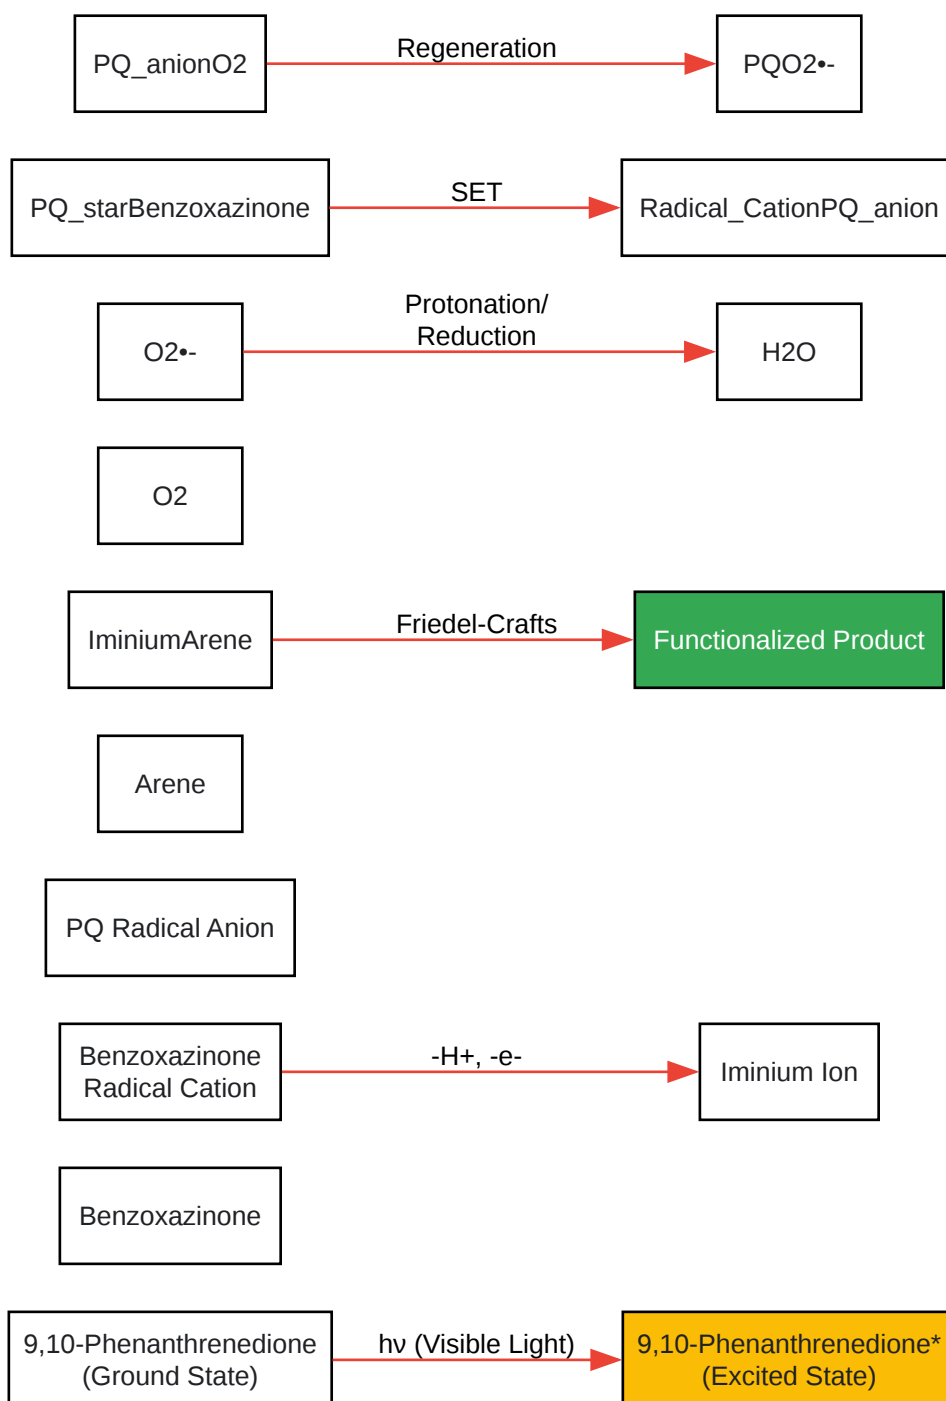 PQ_anionO2
Regeneration
PQO2•-
PQ_starBenzoxazinone
SET
Radical_CationPQ_anion
O2•-
Protonation/
Reduction
H2O
O2
IminiumArene
Friedel-Crafts
Functionalized Product
Arene
PQ Radical Anion
Benzoxazinone
Radical Cation
-H+, -e-
Iminium Ion
Benzoxazinone
9,10-Phenanthrenedione
(Ground State)
hν (Visible Light)
9,10-Phenanthrenedione*
(Excited State)